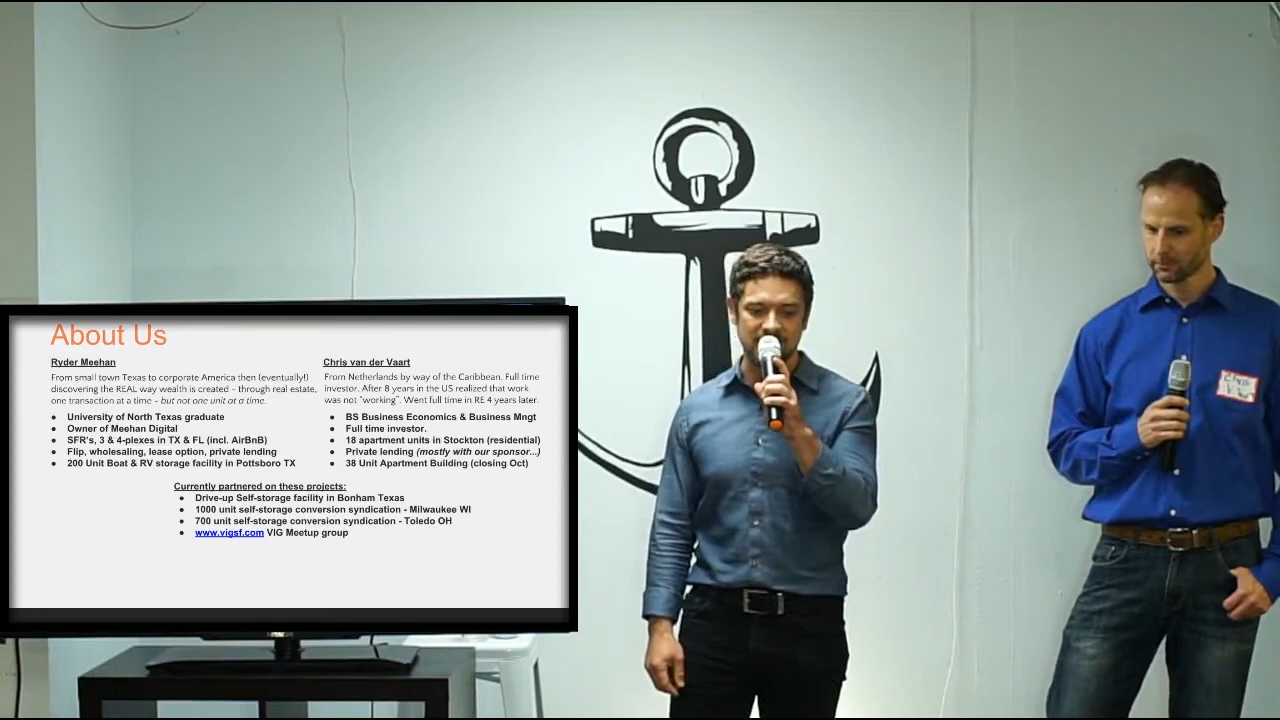 About Us
Ryder Meehan
From small town Texas to corporate America then (eventually!)
discovering the REAL way wealth is created - through real estate,
one transaction at a time - but not one unit at a time.
● University of North Texas graduate
● Owner of Meehan Digital
● SFR's, 3 & 4-plexes in TX & FL (incl. AirBnB)
● Flip, wholesaling, lease option, private lending
● 200 Unit Boat & RV storage facility in Pottsboro TX
Chris van der Vaart
From Netherlands by way of the Caribbean. Full time
investor. After 8 years in the US realized that work
was not "working". Went full time in RE 4 years later.
● BS Business Economics & Business Mngt
● Full time investor.
● 18 apartment units in Stockton (residential)
● Private lending (mostly with our sponsor...)
● 38 Unit Apartment Building (closing Oct)
Currently partnered on these projects:
● Drive-up Self-storage facility in Bonham Texas
● 1000 unit self-storage conversion syndication - Milwaukee WI
● 700 unit self-storage conversion syndication - Toledo OH
● www.vigsf.com VIG Meetup group